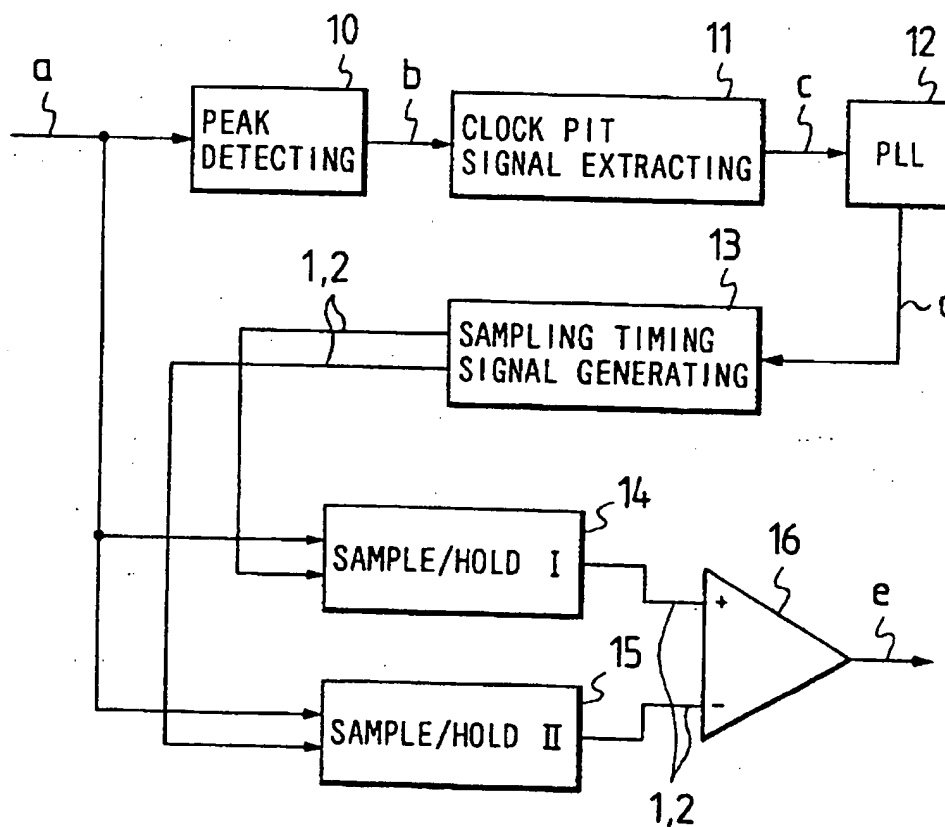 10
11
12
a
b
c
PEAK
DETECTING
CLOCK PIT
SIGNAL EXTRACTING
PLL
13
1,2
SAMPLING TIMING
SIGNAL GENERATING
14
SAMPLE/HOLD I
16
+
e
15
SAMPLE/HOLD II
-
1,2